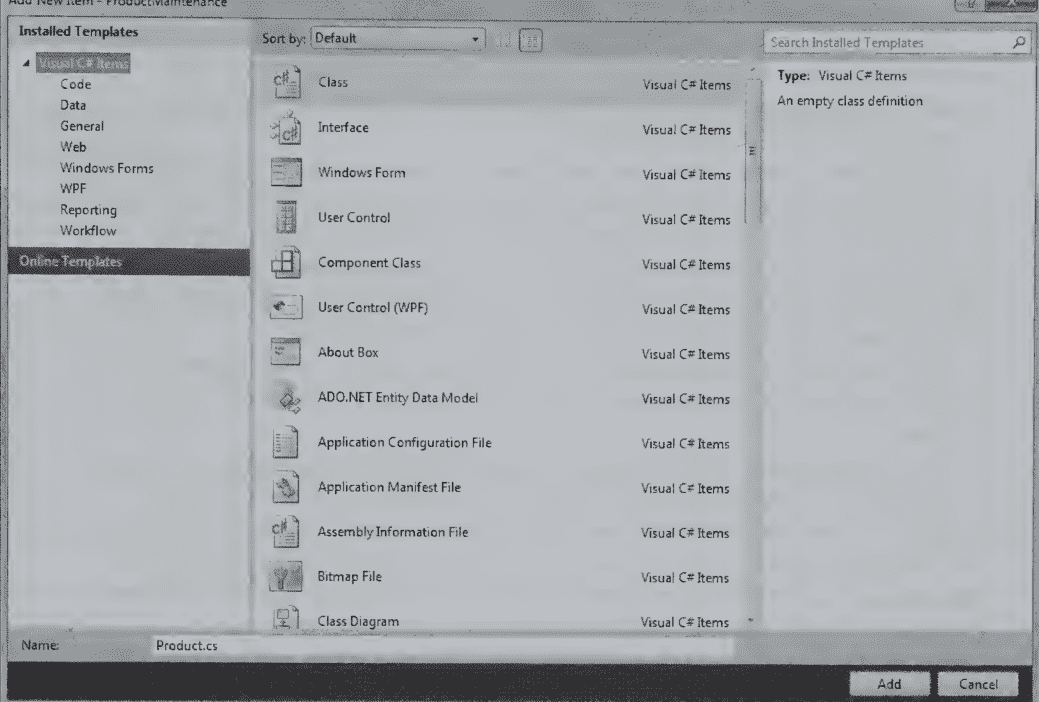 Add New Item - ProductMaintenance
Installed Templates
Sort by: Default
Search Installed Templates
Visual C# Items
Code
Data
General
Web
Windows Forms
WPF
Reporting
Workflow
Online Templates
Class Visual C# Items
Interface Visual C# Items
Windows Form Visual C# Items
User Control Visual C# Items
Component Class Visual C# Items
User Control (WPF) Visual C# Items
About Box Visual C# Items
ADO.NET Entity Data Model Visual C# Items
Application Configuration File Visual C# Items
Application Manifest File Visual C# Items
Assembly Information File Visual C# Items
Bitmap File Visual C# Items
Class Diagram Visual C# Items
Type: Visual C# Items
An empty class definition
Name: Product.cs
Add Cancel